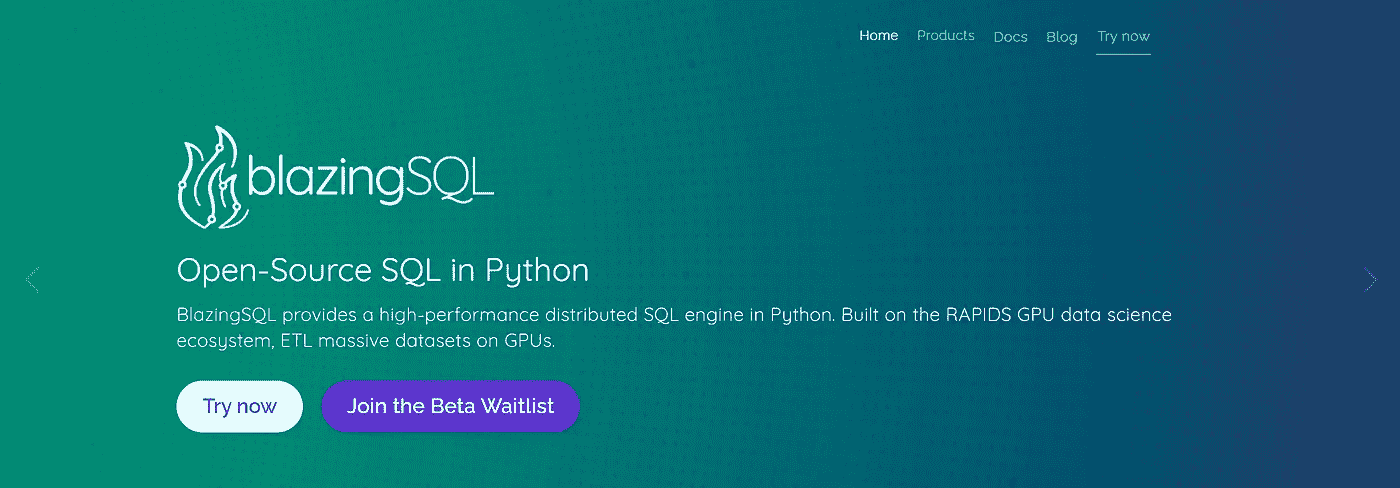 Home Products Docs Blog Try now
blazingSQL
Open-Source SQL in Python
BlazingSQL provides a high-performance distributed SQL engine in Python. Built on the RAPIDS GPU data science
ecosystem, ETL massive datasets on GPUs.
Try now Join the Beta Waitlist